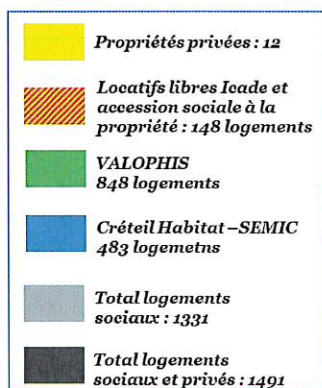 Propriétés privées : 12
Locatifs libres Icade et
accession sociale à la
propriété : 148 logements
VALOPHIS
848 logements
Créteil Habitat – SEMIC
483 logemetns
Total logements
sociaux : 1331
Total logements
sociaux et privés : 1491